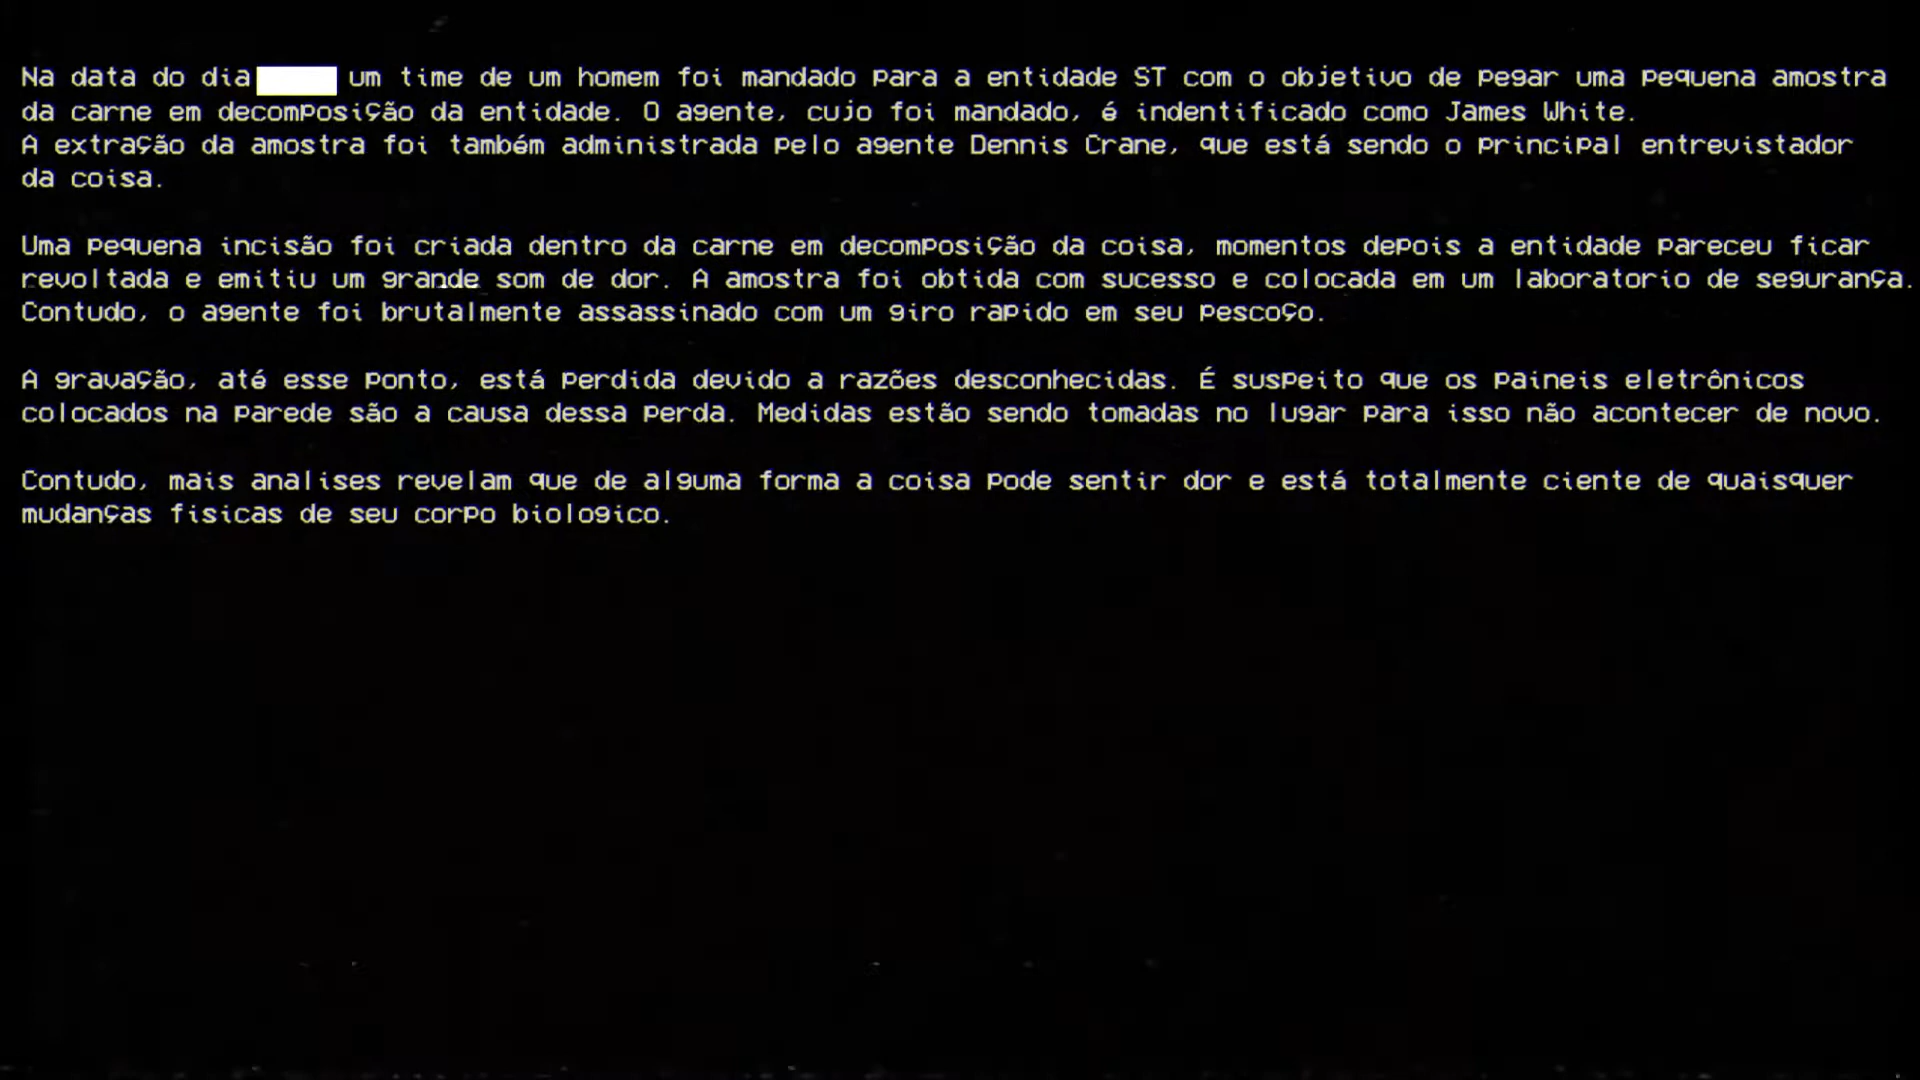 Na data do dia um time de um homem foi mandado para a entidade ST com o objetivo de pegar uma pequena amostra
da carne em decomposição da entidade. O agente, cujo foi mandado, é indentificado como James White.
A extração da amostra foi também administrada pelo agente Dennis Crane, que está sendo o principal entrevistador
da coisa.
Uma pequena incisão foi criada dentro da carne em decomposição da coisa, momentos depois a entidade pareceu ficar
revoltada e emitiu um grande som de dor. A amostra foi obtida com sucesso e colocada em um laboratorio de segurança.
Contudo, o agente foi brutalmente assassinado com um giro rapido em seu pescoço.
A gravação, até esse ponto, está perdida devido a razões desconhecidas. É suspeito que os paineis eletrônicos
colocados na parede são a causa dessa perda. Medidas estão sendo tomadas no lugar para isso não acontecer de novo.
Contudo, mais analises revelam que de alguma forma a coisa pode sentir dor e está totalmente ciente de quaisquer
mudanças fisicas de seu corpo biologico.